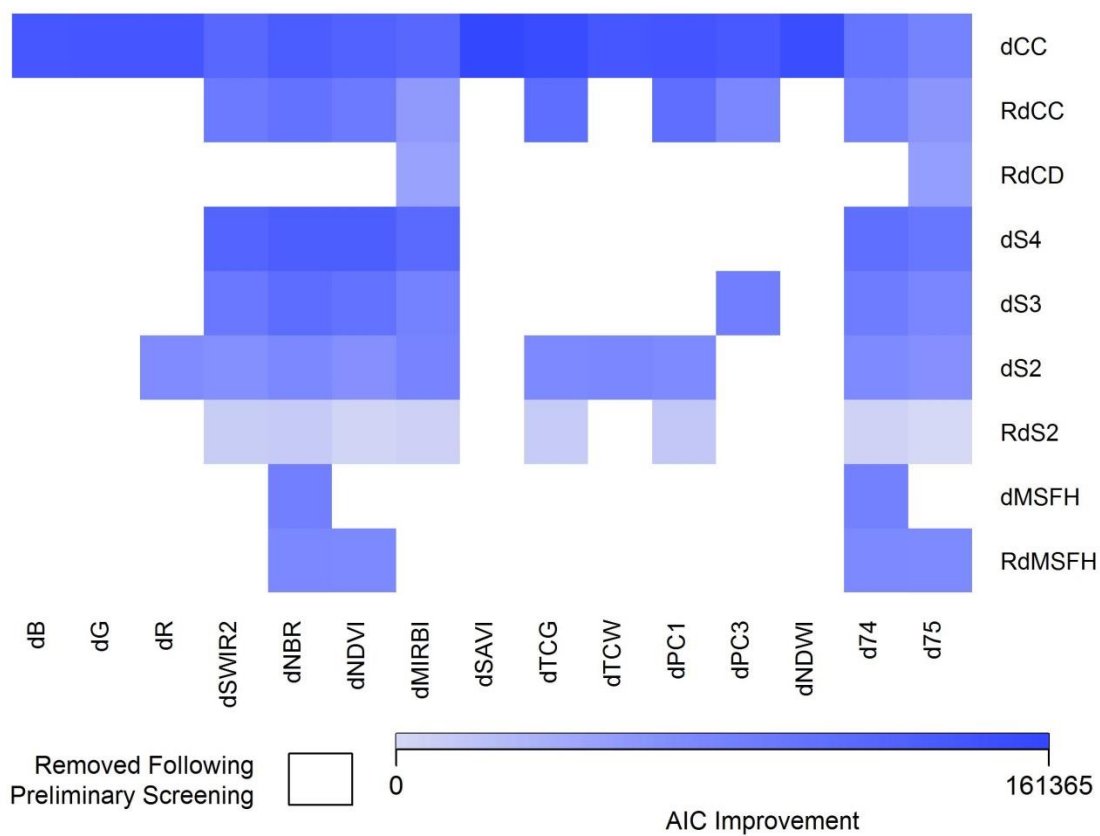 dCC
RdCC
RdCD
dS4
dS3
dS2
RdS2
dMSFH
RdMSFH
dB
dG
dR
dSWIR2
dNBR
dNDVI
dMIRBI
dSAVI
dTCG
dTCW
dPC1
dPC3
dNDWI
d74
d75
Removed Following
Preliminary Screening
0
161365
AIC Improvement